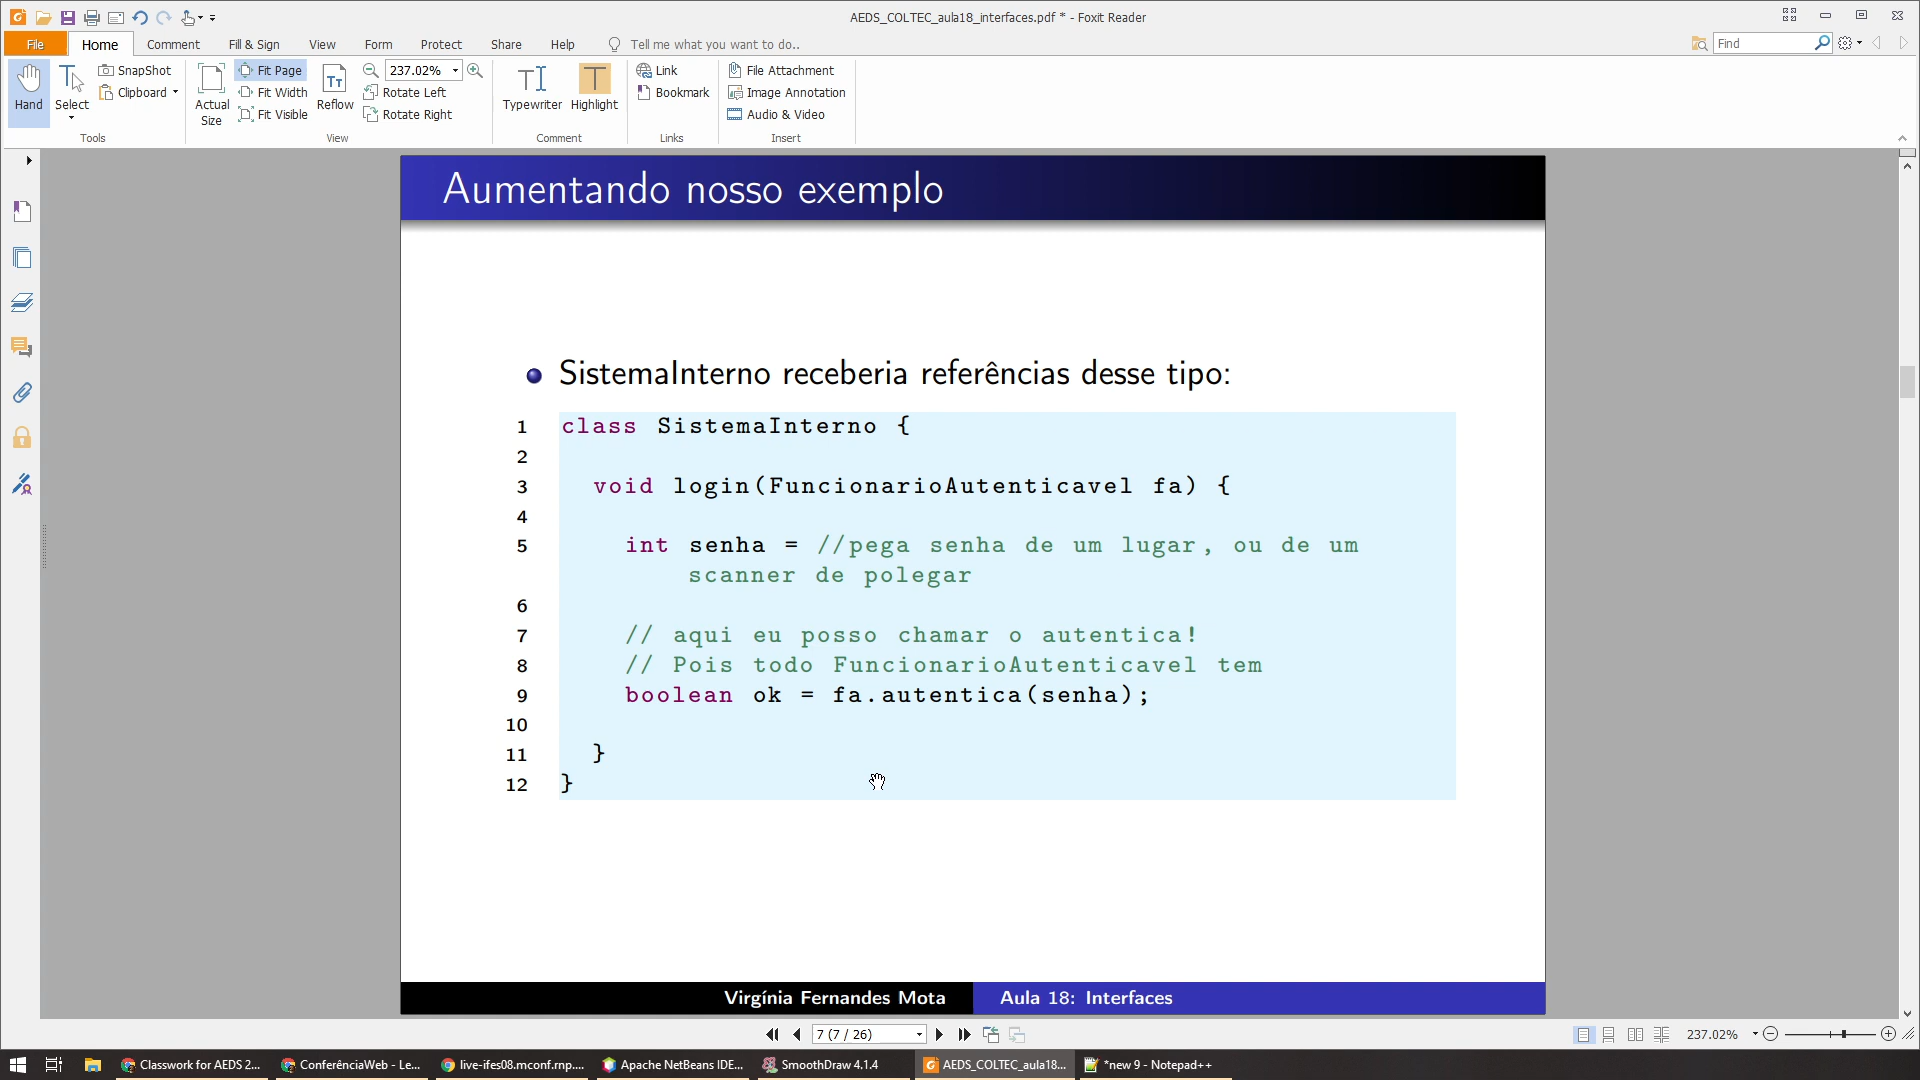 AEDS_COLTEC_aula18_interfaces.pdf * - Foxit Reader
File Home Comment Fill & Sign View Form Protect Share Help Tell me what you want to do.. Find
Hand
Select
SnapShot
Clipboard
Tools
Actual
Size
Fit Page
Fit Width
Fit Visible
Reflow
237.02%
Rotate Left
Rotate Right
View
Typewriter
Highlight
Comment
Link
Bookmark
Links
File Attachment
Image Annotation
Audio & Video
Insert
Aumentando nosso exemplo
SistemaInterno receberia referências desse tipo:
1 class SistemaInterno {
2
3 void login(FuncionarioAutenticavel fa) {
4
5 int senha = //pega senha de um lugar, ou de um
scanner de polegar
6
7 // aqui eu posso chamar o autentica!
8 // Pois todo FuncionarioAutenticavel tem
9 boolean ok = fa.autentica(senha);
10
11 }
12 }
Virgínia Fernandes Mota Aula 18: Interfaces
7 (7 / 26) 237.02%
Classwork for AEDS 2... ConferênciaWeb - Le... live-ifes08.mconf.rnp.... Apache NetBeans IDE... SmoothDraw 4.1.4 AEDS_COLTEC_aula18... *new 9 - Notepad++